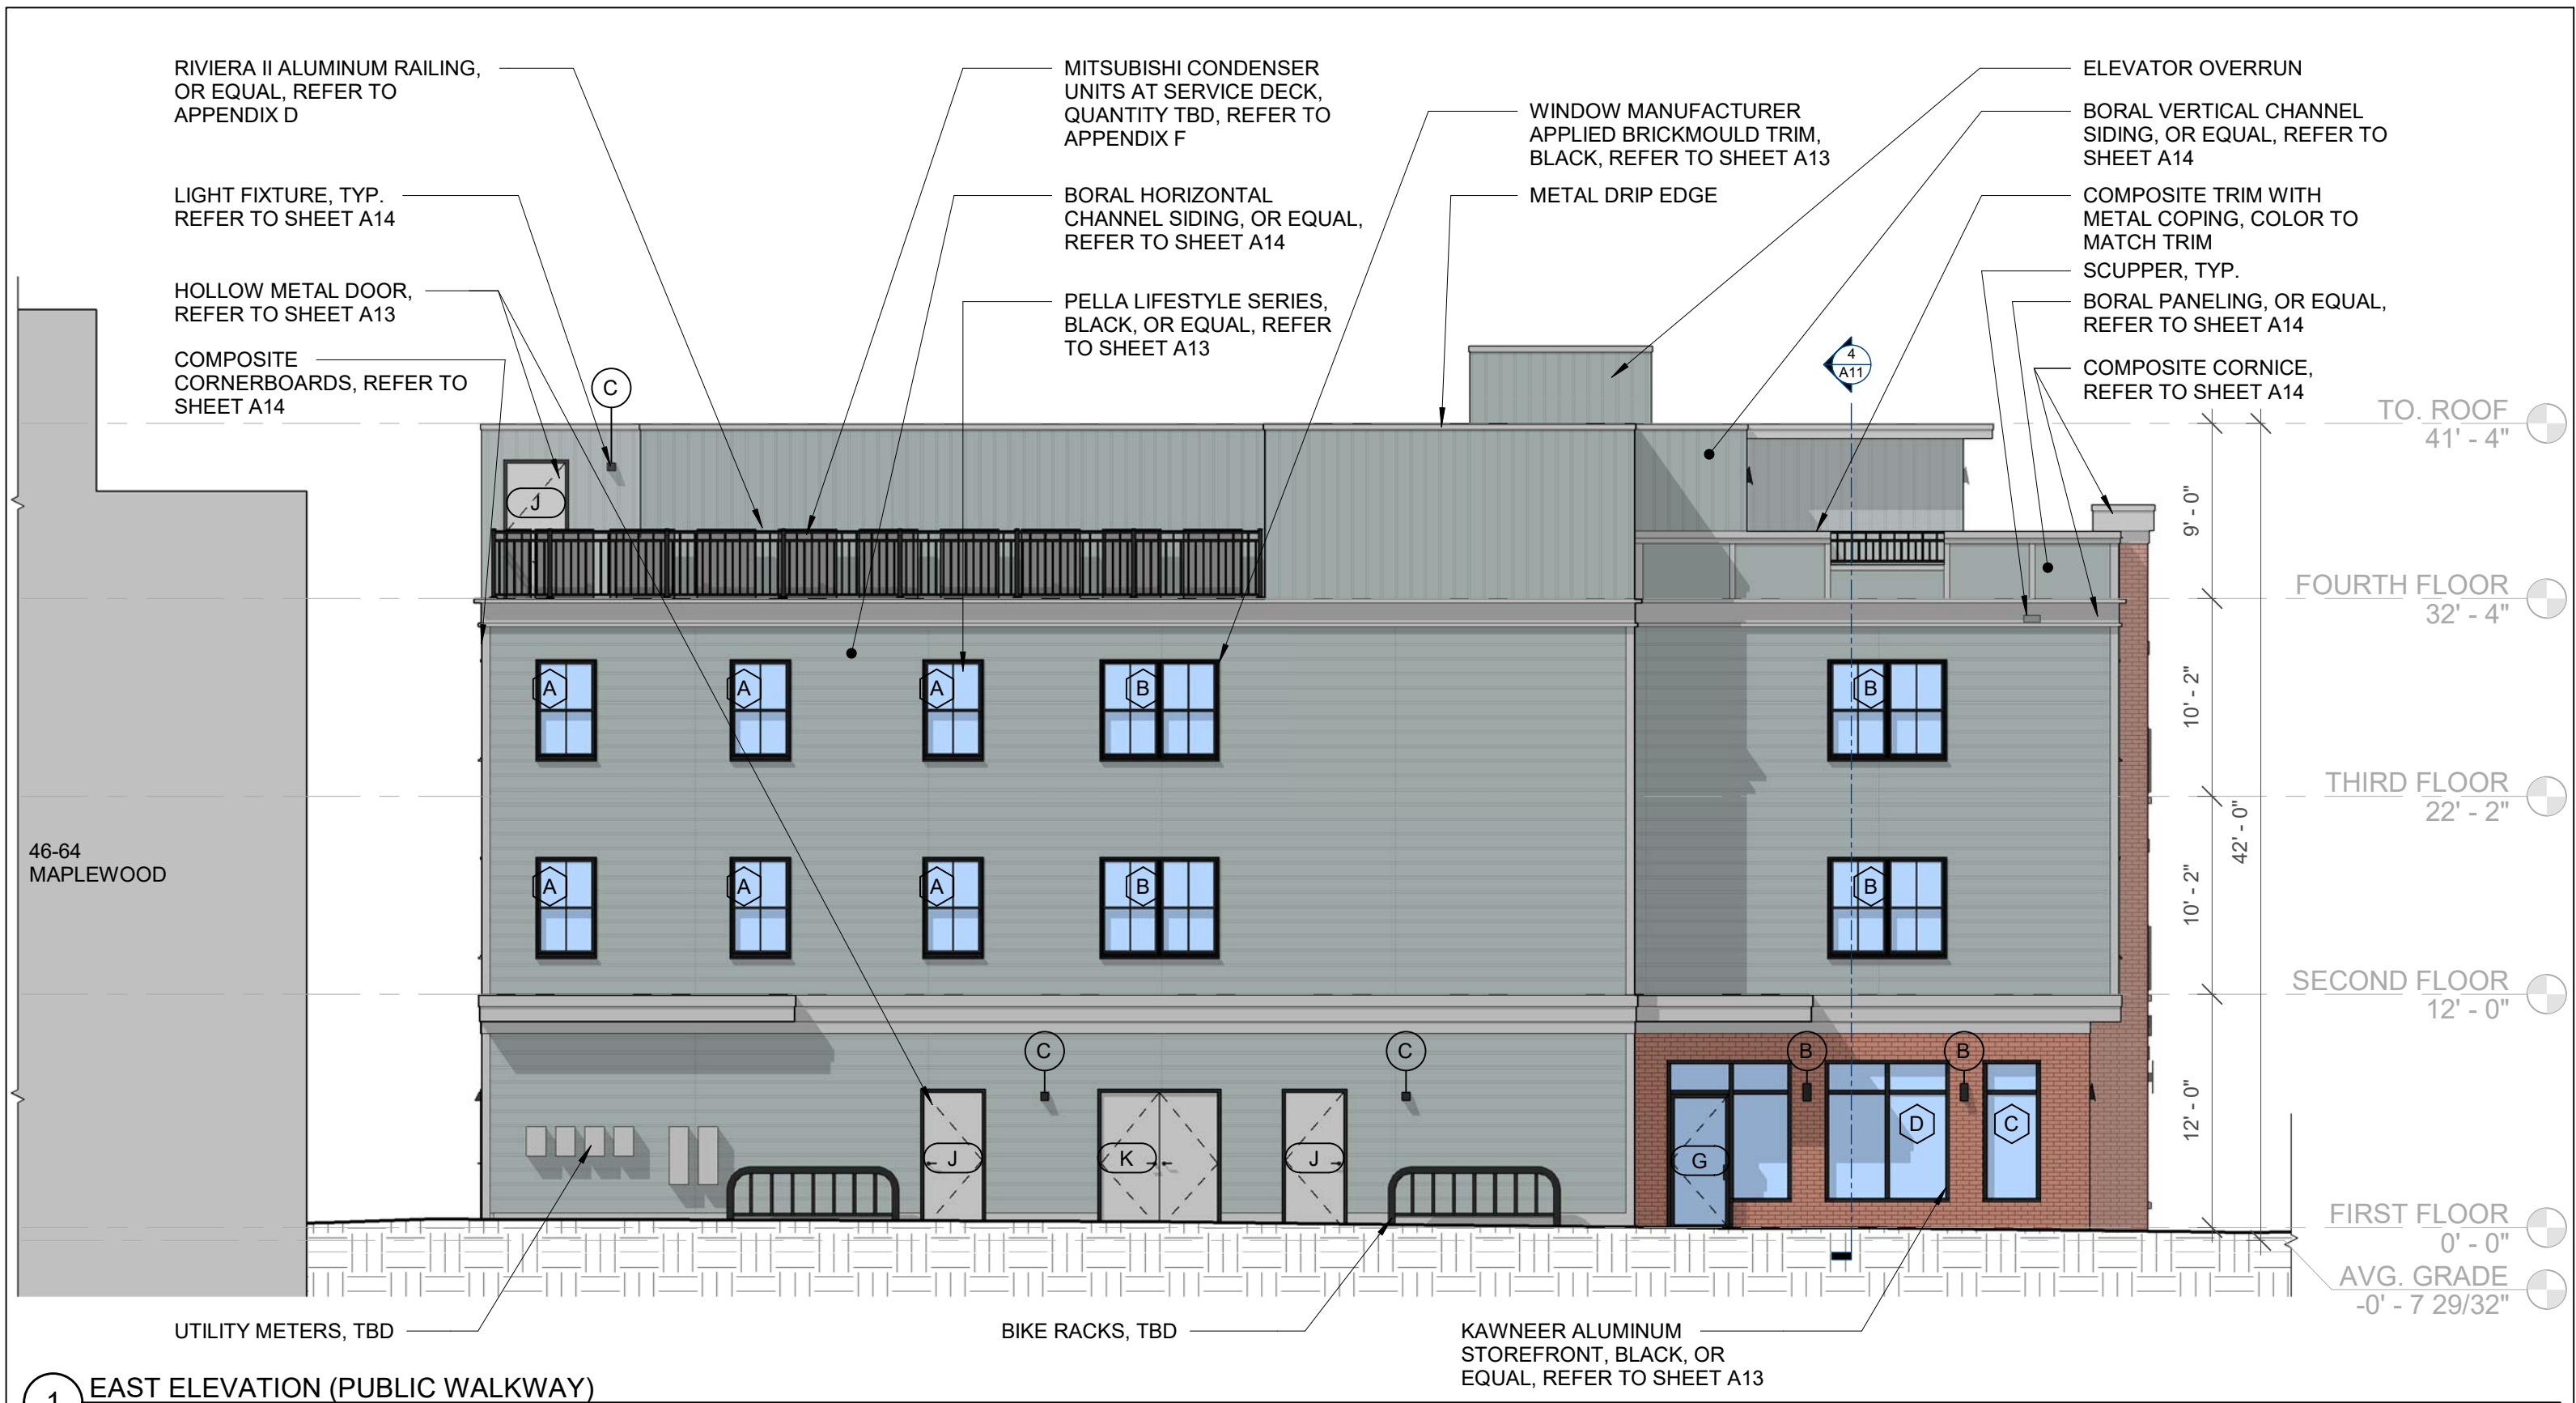 RIVIERA II ALUMINUM RAILING,
OR EQUAL, REFER TO
APPENDIX D
LIGHT FIXTURE, TYP.
REFER TO SHEET A14
HOLLOW METAL DOOR,
REFER TO SHEET A13
COMPOSITE
CORNERBOARDS, REFER TO
SHEET A14
MITSUBISHI CONDENSER
UNITS AT SERVICE DECK,
QUANTITY TBD, REFER TO
APPENDIX F
BORAL HORIZONTAL
CHANNEL SIDING, OR EQUAL,
REFER TO SHEET A14
PELLA LIFESTYLE SERIES,
BLACK, OR EQUAL, REFER
TO SHEET A13
WINDOW MANUFACTURER
APPLIED BRICKMOULD TRIM,
BLACK, REFER TO SHEET A13
METAL DRIP EDGE
ELEVATOR OVERRUN
BORAL VERTICAL CHANNEL
SIDING, OR EQUAL, REFER TO
SHEET A14
COMPOSITE TRIM WITH
METAL COPING, COLOR TO
MATCH TRIM
SCUPPER, TYP.
BORAL PANELING, OR EQUAL,
REFER TO SHEET A14
COMPOSITE CORNICE,
REFER TO SHEET A14
4
A11
C
J
TO. ROOF
41' - 4"
9' - 0"
FOURTH FLOOR
32' - 4"
10' - 2"
A
A
A
B
B
THIRD FLOOR
22' - 2"
42' - 0"
46-64
MAPLEWOOD
10' - 2"
A
A
A
B
B
SECOND FLOOR
12' - 0"
C
C
B
B
12' - 0"
D
C
J
K
J
G
FIRST FLOOR
0' - 0"
AVG. GRADE
-0' - 7 29/32"
UTILITY METERS, TBD
BIKE RACKS, TBD
KAWNEER ALUMINUM
STOREFRONT, BLACK, OR
EQUAL, REFER TO SHEET A13
1
EAST ELEVATION (PUBLIC WALKWAY)